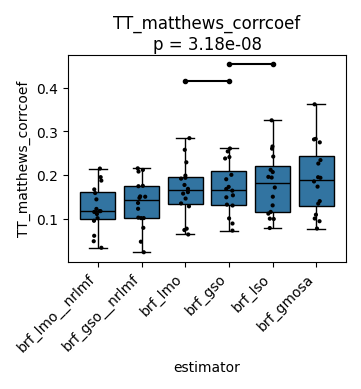 TT_matthews_corrcoef
p = 3.18e-08
TT_matthews_corrcoef
0.4
0.3
0.2
0.1
brf_lmo__nrlmf
brf_gso__nrlmf
brf_lmo
brf_gso
brf_lso
brf_gmosa
estimator